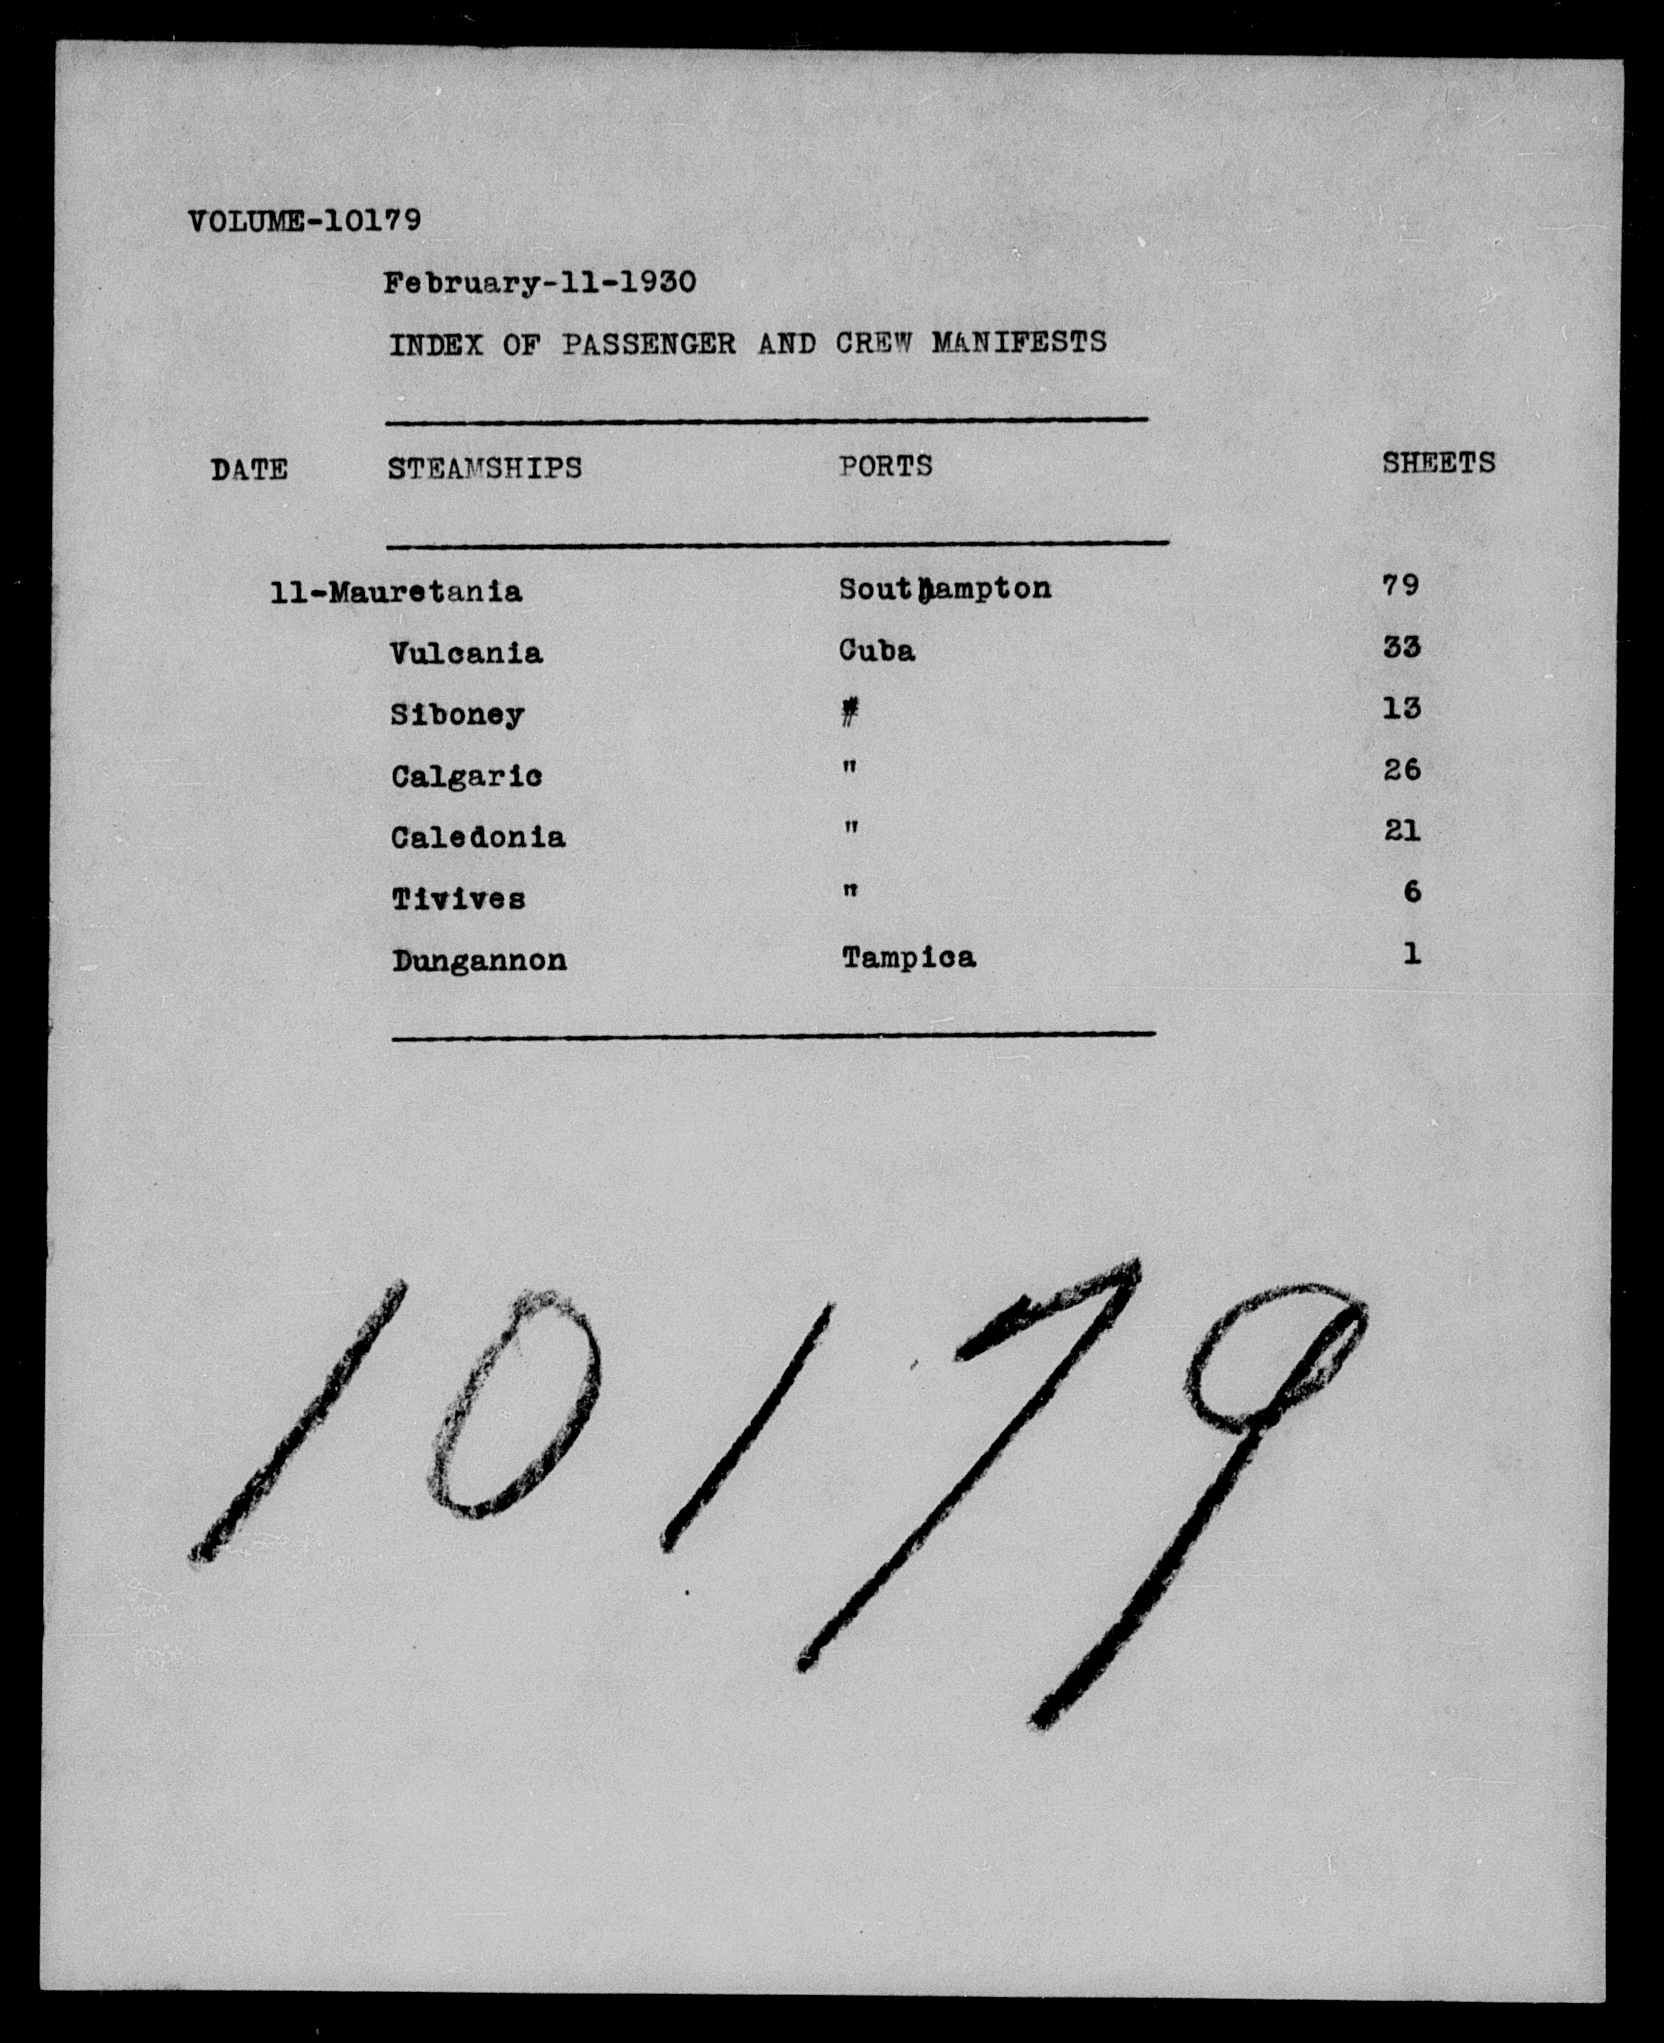 VOLUME-10179
February-11-1930
INDEX OF PASSENGER AND CREW MANIFESTS
DATE STEAMSHIPS PORTS SHEETS
11-Mauretania Southampton 79
Vulcania Cuba 33
Siboney # 13
Calgaric " 26
Caledonia " 21
Tivives " 6
Dungannon Tampica 1
10179